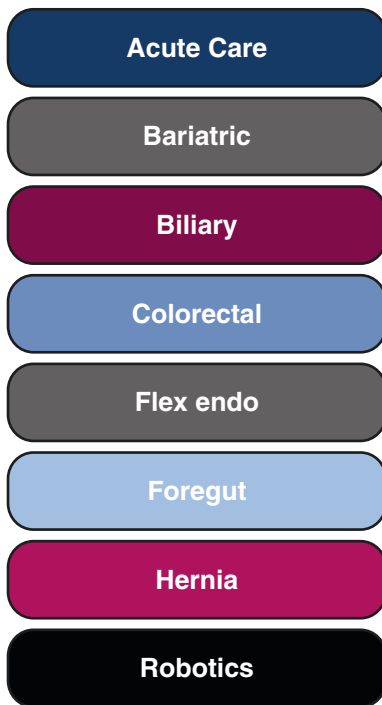 Acute Care
Bariatric
Biliary
Colorectal
Flex endo
Foregut
Hernia
Robotics